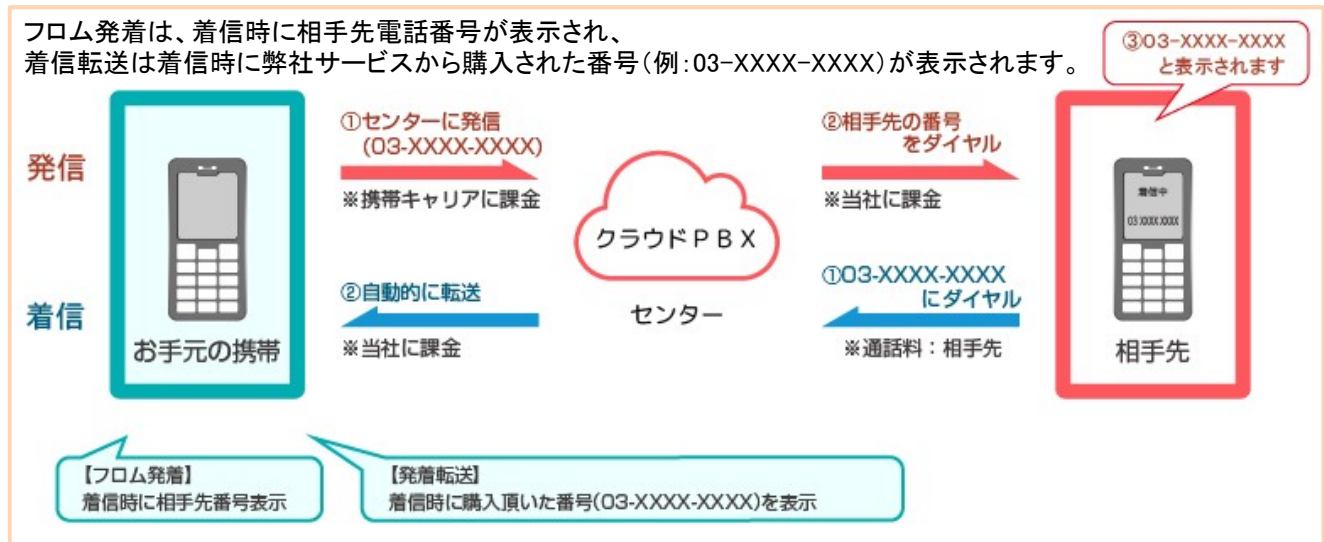 フロム発着は、着信時に相手先電話番号が表示され、
着信転送は着信時に弊社サービスから購入された番号(例:03-XXXX-XXXX)が表示されます。
③03-XXXX-XXXX
と表示されます
発信
①センターに発信
(03-XXXX-XXXX)
※携帯キャリアに課金
②相手先の番号
をダイヤル
※当社に課金
着信中
03 XXXX XXXX
クラウドPBX
センター
着信
②自動的に転送
※当社に課金
①03-XXXX-XXXX
にダイヤル
※通話料：相手先
お手元の携帯
相手先
【フロム発着】
着信時に相手先番号表示
【発着転送】
着信時に購入頂いた番号(03-XXXX-XXXX)を表示